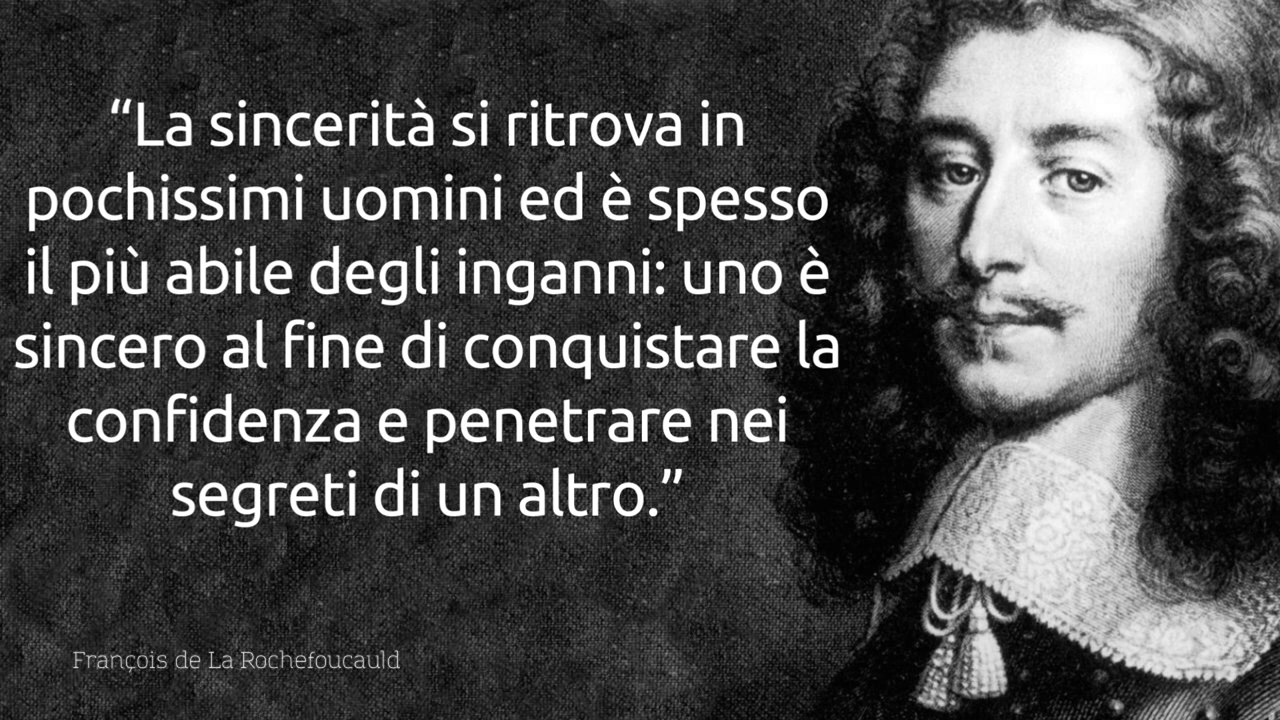 “La sincerità si ritrova in
pochissimi uomini ed è spesso
il più abile degli inganni: uno è
sincero al fine di conquistare la
confidenza e penetrare nei
segreti di un altro.”
François de La Rochefoucauld